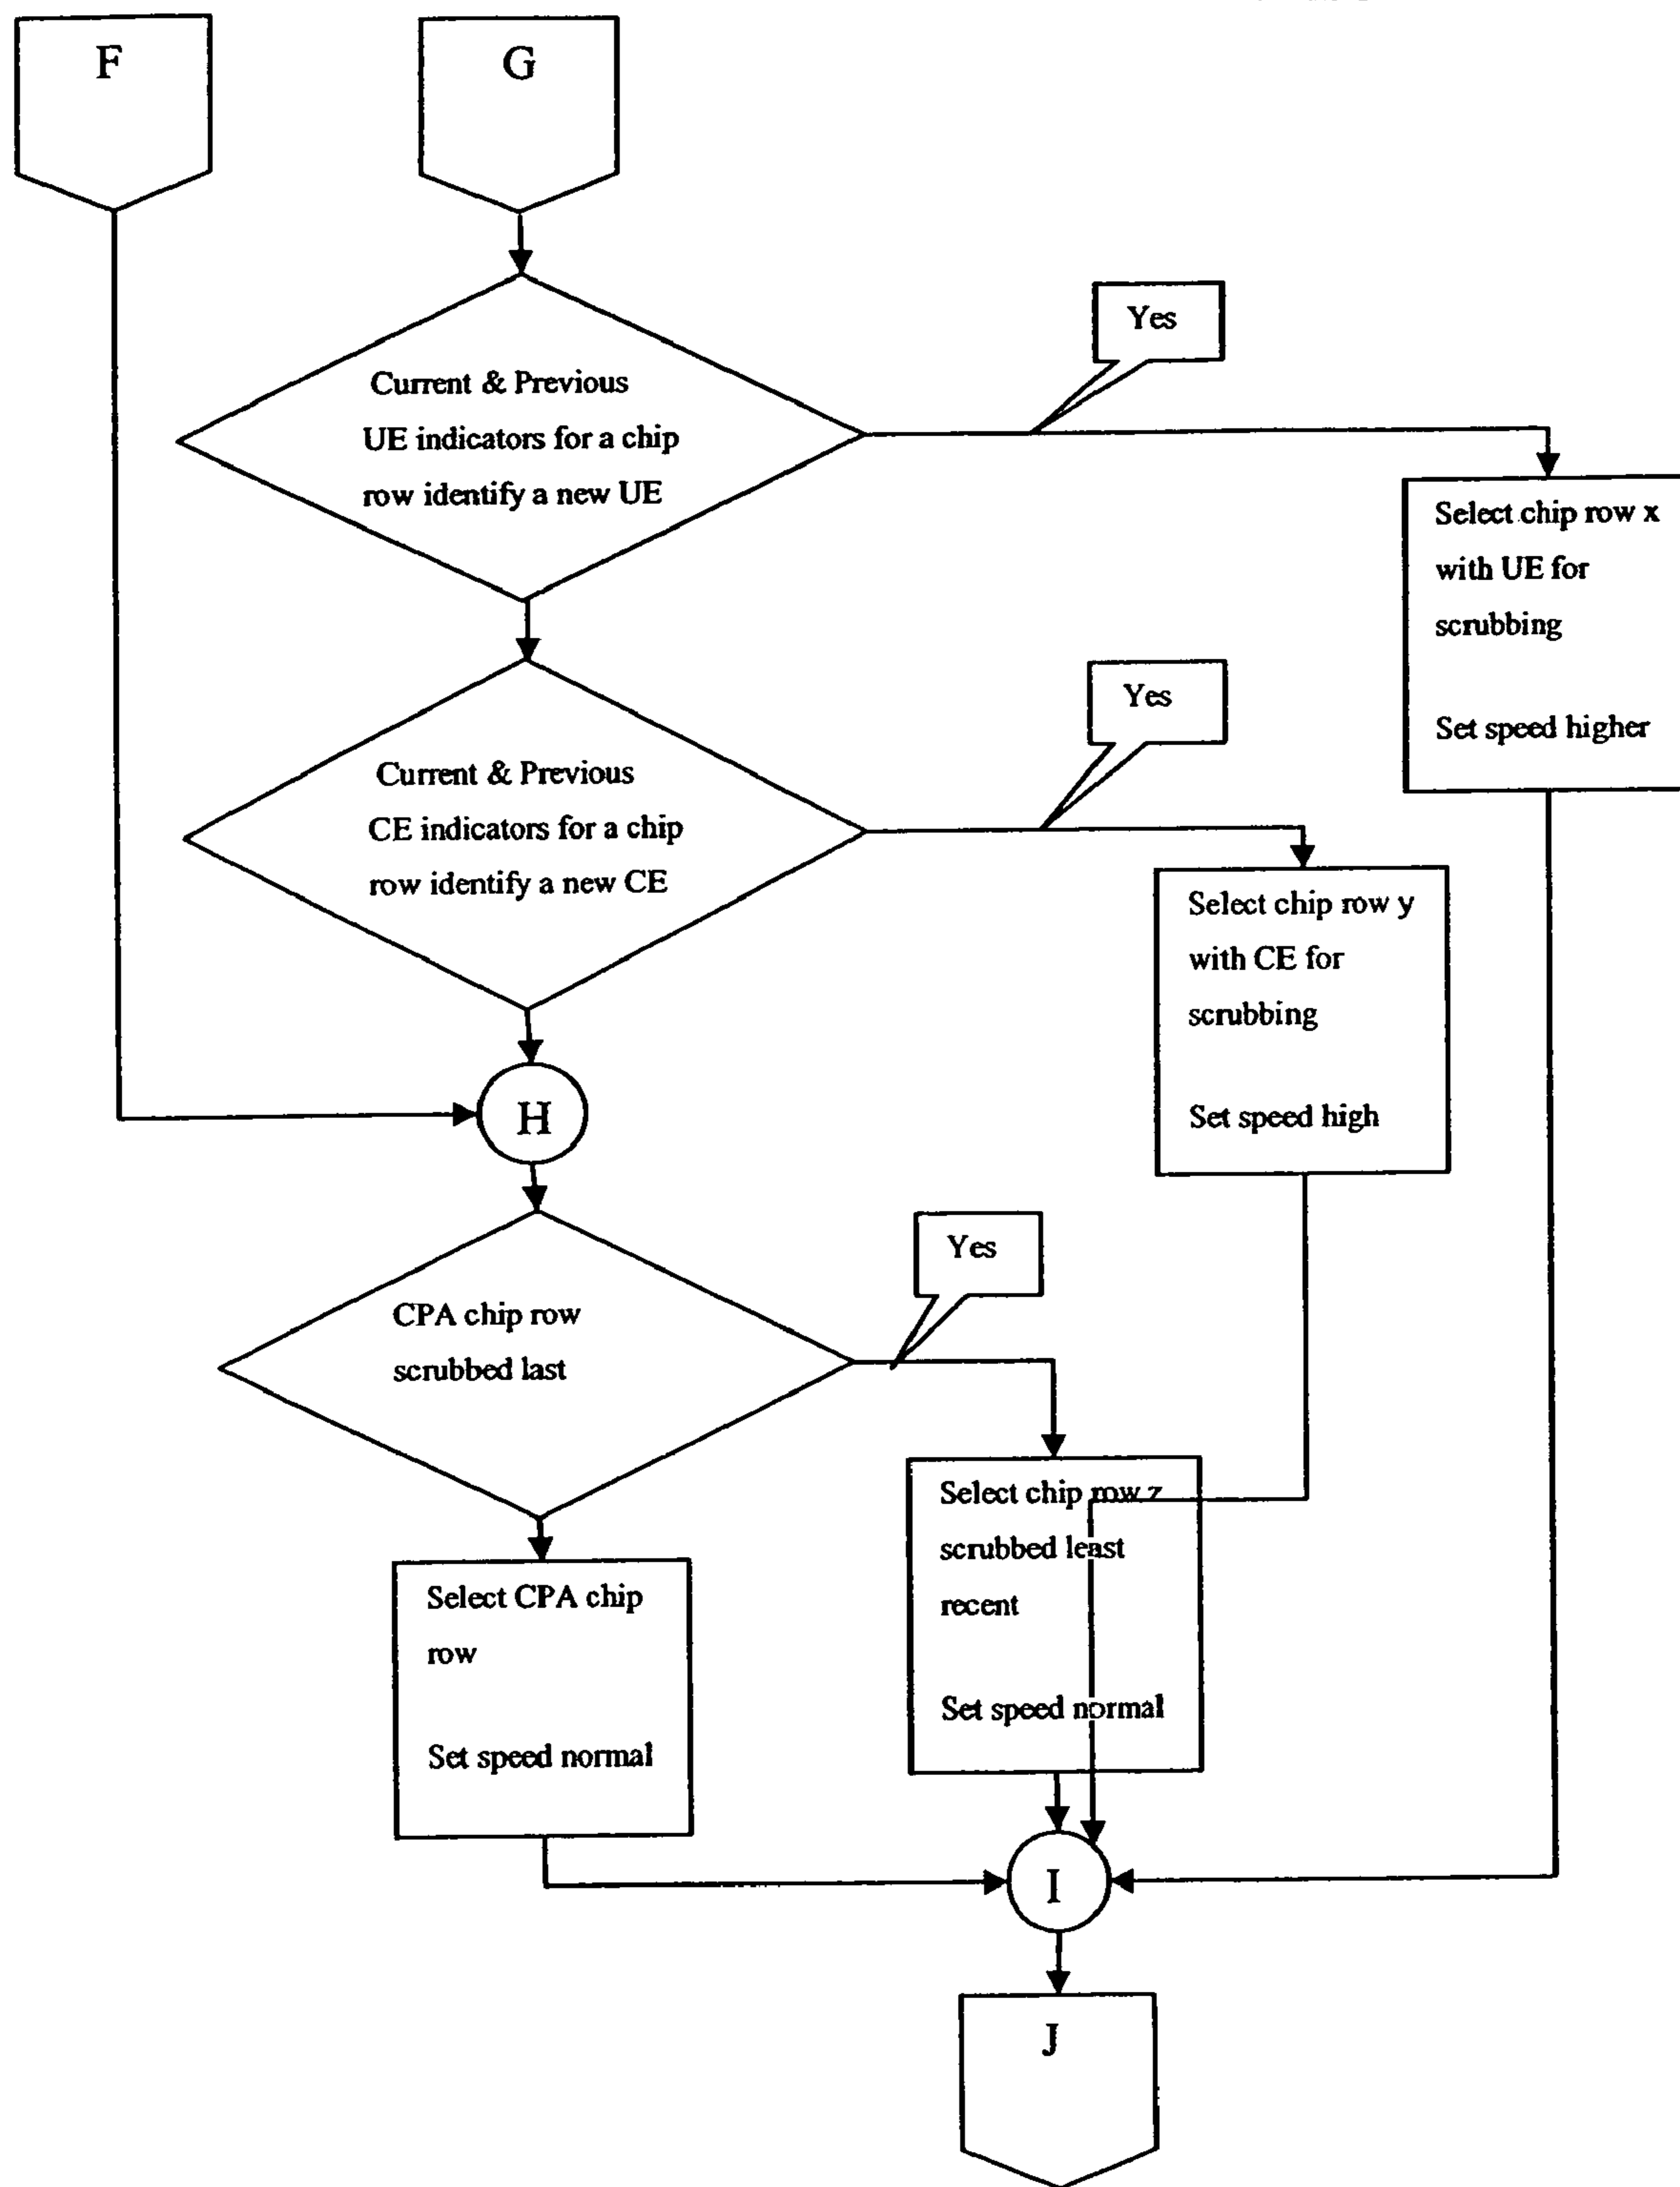 F
G
Yes
Current & Previous
UE indicators for a chip
row identify a new UE
Select chip row x
with UE for
scrubbing
Set speed higher
Yes
Current & Previous
CE indicators for a chip
row identify a new CE
Select chip row y
with CE for
scrubbing
Set speed high
H
Yes
CPA chip row
scrubbed last
Select chip row z
scrubbed least
recent
Set speed normal
Select CPA chip
row
Set speed normal
I
J